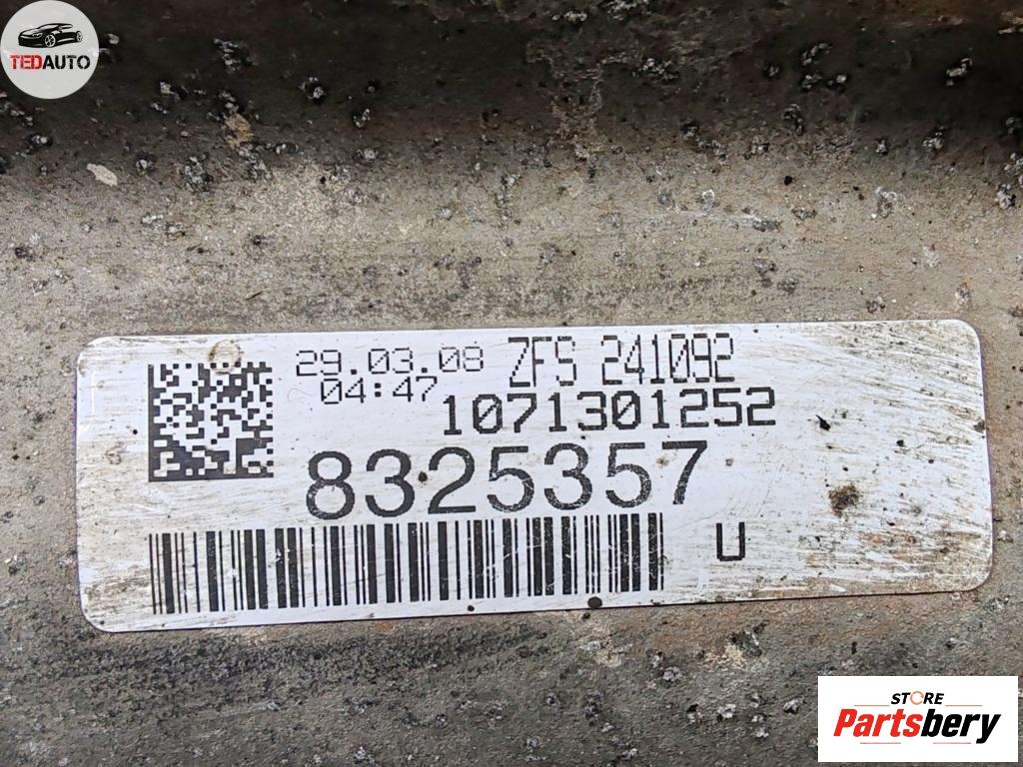 TEDAUTO
29.03.08 ZFS 241092
04:47
1071301252
8325357
U
STORE
Partsbery